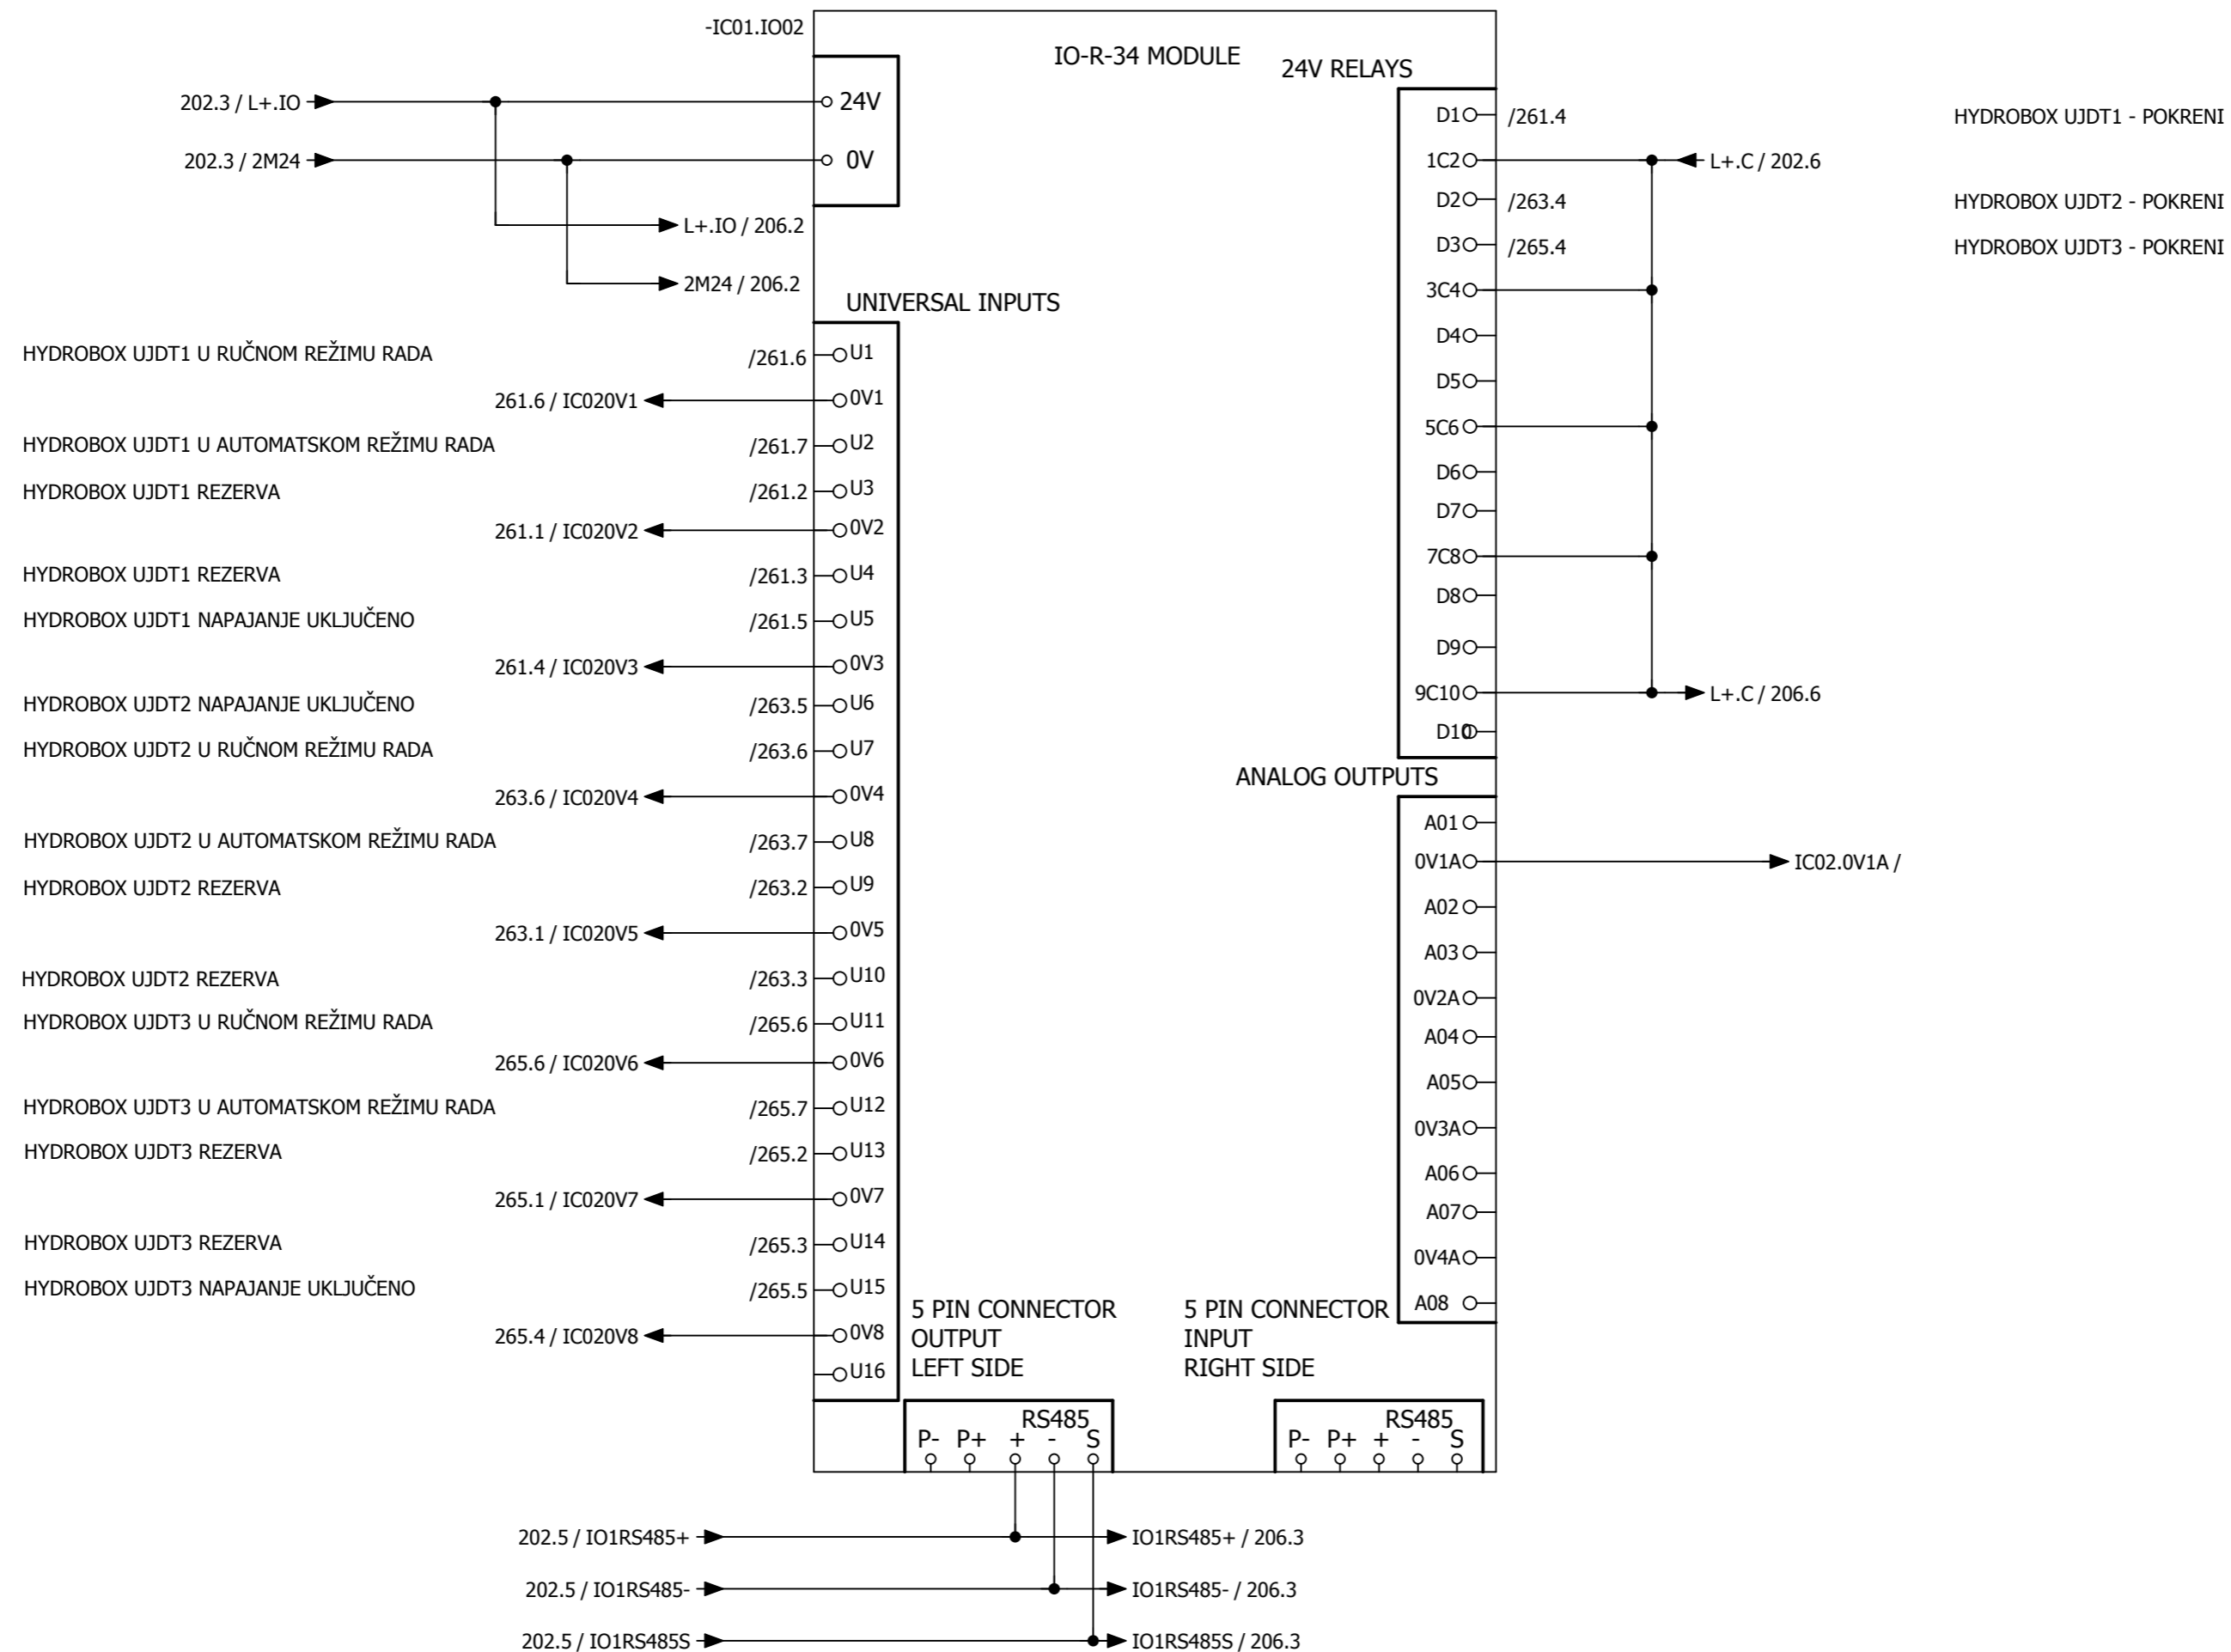 -IC01.IO02
IO-R-34 MODULE
24V RELAYS
202.3 / L+.IO
24V
202.3 / 2M24
0V
L+.IO / 206.2
2M24 / 206.2
UNIVERSAL INPUTS
HYDROBOX UJDT1 U RUČNOM REŽIMU RADA /261.6 U1
261.6 / IC020V1 0V1
HYDROBOX UJDT1 U AUTOMATSKOM REŽIMU RADA /261.7 U2
HYDROBOX UJDT1 REZERVA /261.2 U3
261.1 / IC020V2 0V2
HYDROBOX UJDT1 REZERVA /261.3 U4
HYDROBOX UJDT1 NAPAJANJE UKLJUČENO /261.5 U5
261.4 / IC020V3 0V3
HYDROBOX UJDT2 NAPAJANJE UKLJUČENO /263.5 U6
HYDROBOX UJDT2 U RUČNOM REŽIMU RADA /263.6 U7
263.6 / IC020V4 0V4
HYDROBOX UJDT2 U AUTOMATSKOM REŽIMU RADA /263.7 U8
HYDROBOX UJDT2 REZERVA /263.2 U9
263.1 / IC020V5 0V5
HYDROBOX UJDT2 REZERVA /263.3 U10
HYDROBOX UJDT3 U RUČNOM REŽIMU RADA /265.6 U11
265.6 / IC020V6 0V6
HYDROBOX UJDT3 U AUTOMATSKOM REŽIMU RADA /265.7 U12
HYDROBOX UJDT3 REZERVA /265.2 U13
265.1 / IC020V7 0V7
HYDROBOX UJDT3 REZERVA /265.3 U14
HYDROBOX UJDT3 NAPAJANJE UKLJUČENO /265.5 U15
265.4 / IC020V8 0V8
U16
D1 /261.4 HYDROBOX UJDT1 - POKRENI
1C2 L+.C / 202.6
D2 /263.4 HYDROBOX UJDT2 - POKRENI
D3 /265.4 HYDROBOX UJDT3 - POKRENI
3C4
D4
D5
5C6
D6
D7
7C8
D8
D9
9C10 L+.C / 206.6
D10
ANALOG OUTPUTS
A01
0V1A IC02.0V1A /
A02
A03
0V2A
A04
A05
0V3A
A06
A07
0V4A
A08
5 PIN CONNECTOR
OUTPUT
LEFT SIDE
5 PIN CONNECTOR
INPUT
RIGHT SIDE
RS485
P- P+ + - S
RS485
P- P+ + - S
202.5 / IO1RS485+ IO1RS485+ / 206.3
202.5 / IO1RS485- IO1RS485- / 206.3
202.5 / IO1RS485S IO1RS485S / 206.3